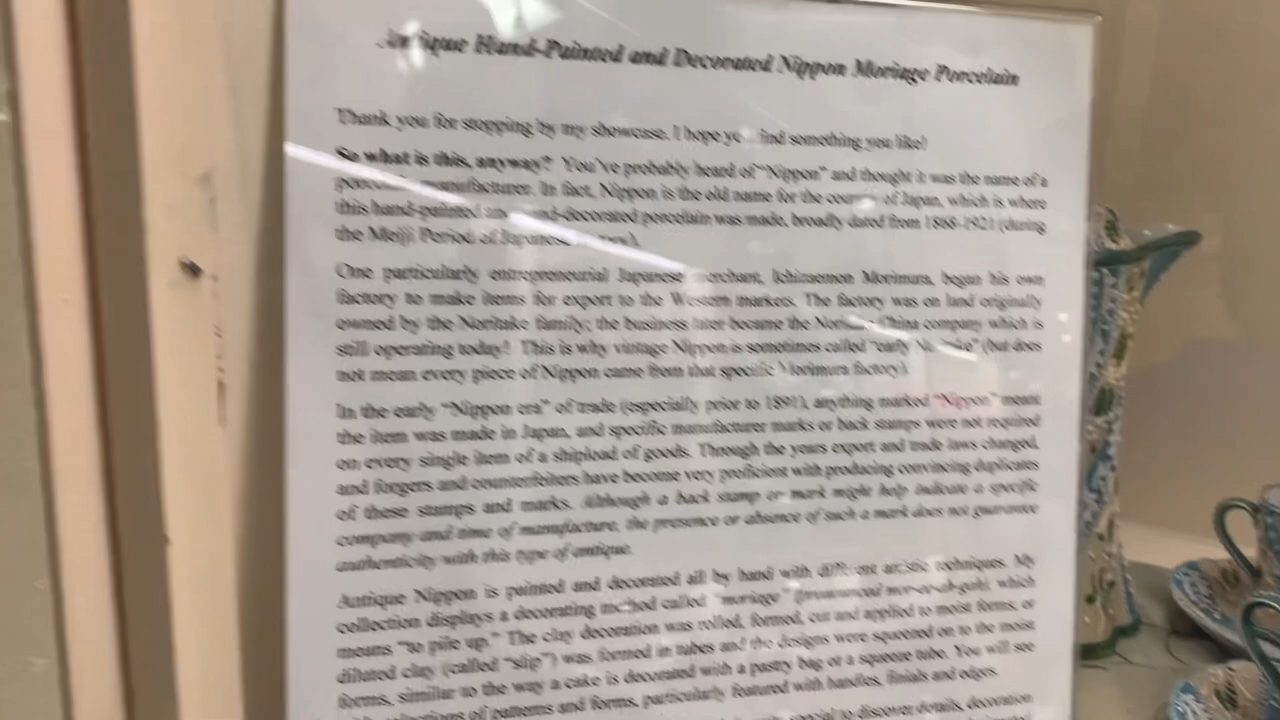 Antique Hand-Painted and Decorated Nippon Moriage Porcelain
Thank you for stopping by my showcase. I hope you find something you like!
So what is this, anyway? You've probably heard of "Nippon" and thought it was the name of a
porcelain manufacturer. In fact, Nippon is the old name for the country of Japan, which is where
this hand-painted and-decorated porcelain was made, broadly dated from 1868-1921 (during
the Meiji Period of Japanese
One particularly entrepreneurial Japanese merchant, Ichizaemon Morimura, began his own
factory to make items for export to the Western markets. The factory was on land originally
owned by the Noritake family; the business later became the Noritake China company which is
still operating today! This is why vintage Nippon is sometimes called "early Noritake" (but does
not mean every piece of Nippon came from that specific Morimura factory).
In the early "Nippon era" of trade (especially prior to 1891), anything marked "Nippon" meant
the item was made in Japan, and specific manufacturer marks or back stamps were not required
on every single item of a shipload of goods. Through the years export and trade laws changed,
and forgers and counterfeiters have become very proficient with producing convincing duplicates
of these stamps and marks. Although a back stamp or mark might help indicate a specific
company and time of manufacture, the presence or absence of such a mark does not guarantee
authenticity with this type of antique.
Antique Nippon is painted and decorated all by hand with different artistic techniques. My
collection displays a decorating method called "moriage" (pronounced mor-ee-ah-gah) which
means "to pile up." The clay decoration was rolled, formed, cut and applied to moist forms, or
diluted clay (called "slip") was formed in tubes and the designs were squeezed on to the moist
forms, similar to the way a cake is decorated with a pastry bag or a squeeze tube. You will see
of patterns and forms, particularly featured with handles, finials and edges.
special to discover details, decoration